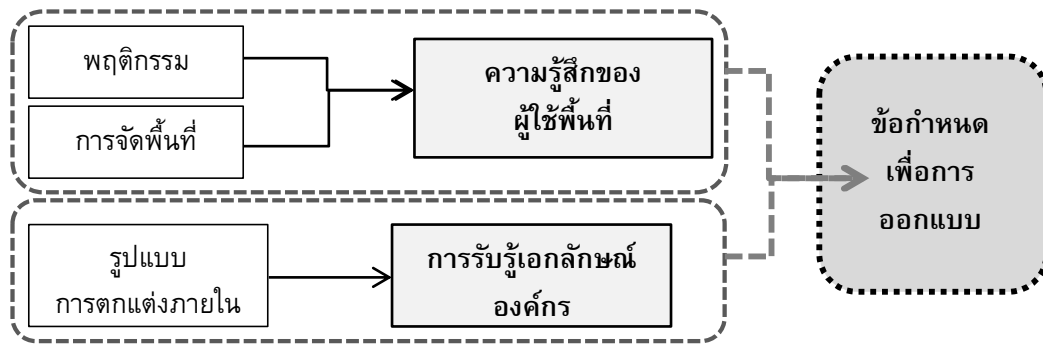 พฤติกรรม
การจัดพื้นที่
ความรู้สึกของ
ผู้ใช้พื้นที่
รูปแบบ
การตกแต่งภายใน
การรับรู้เอกลักษณ์
องค์กร
ข้อกำหนด
เพื่อการ
ออกแบบ